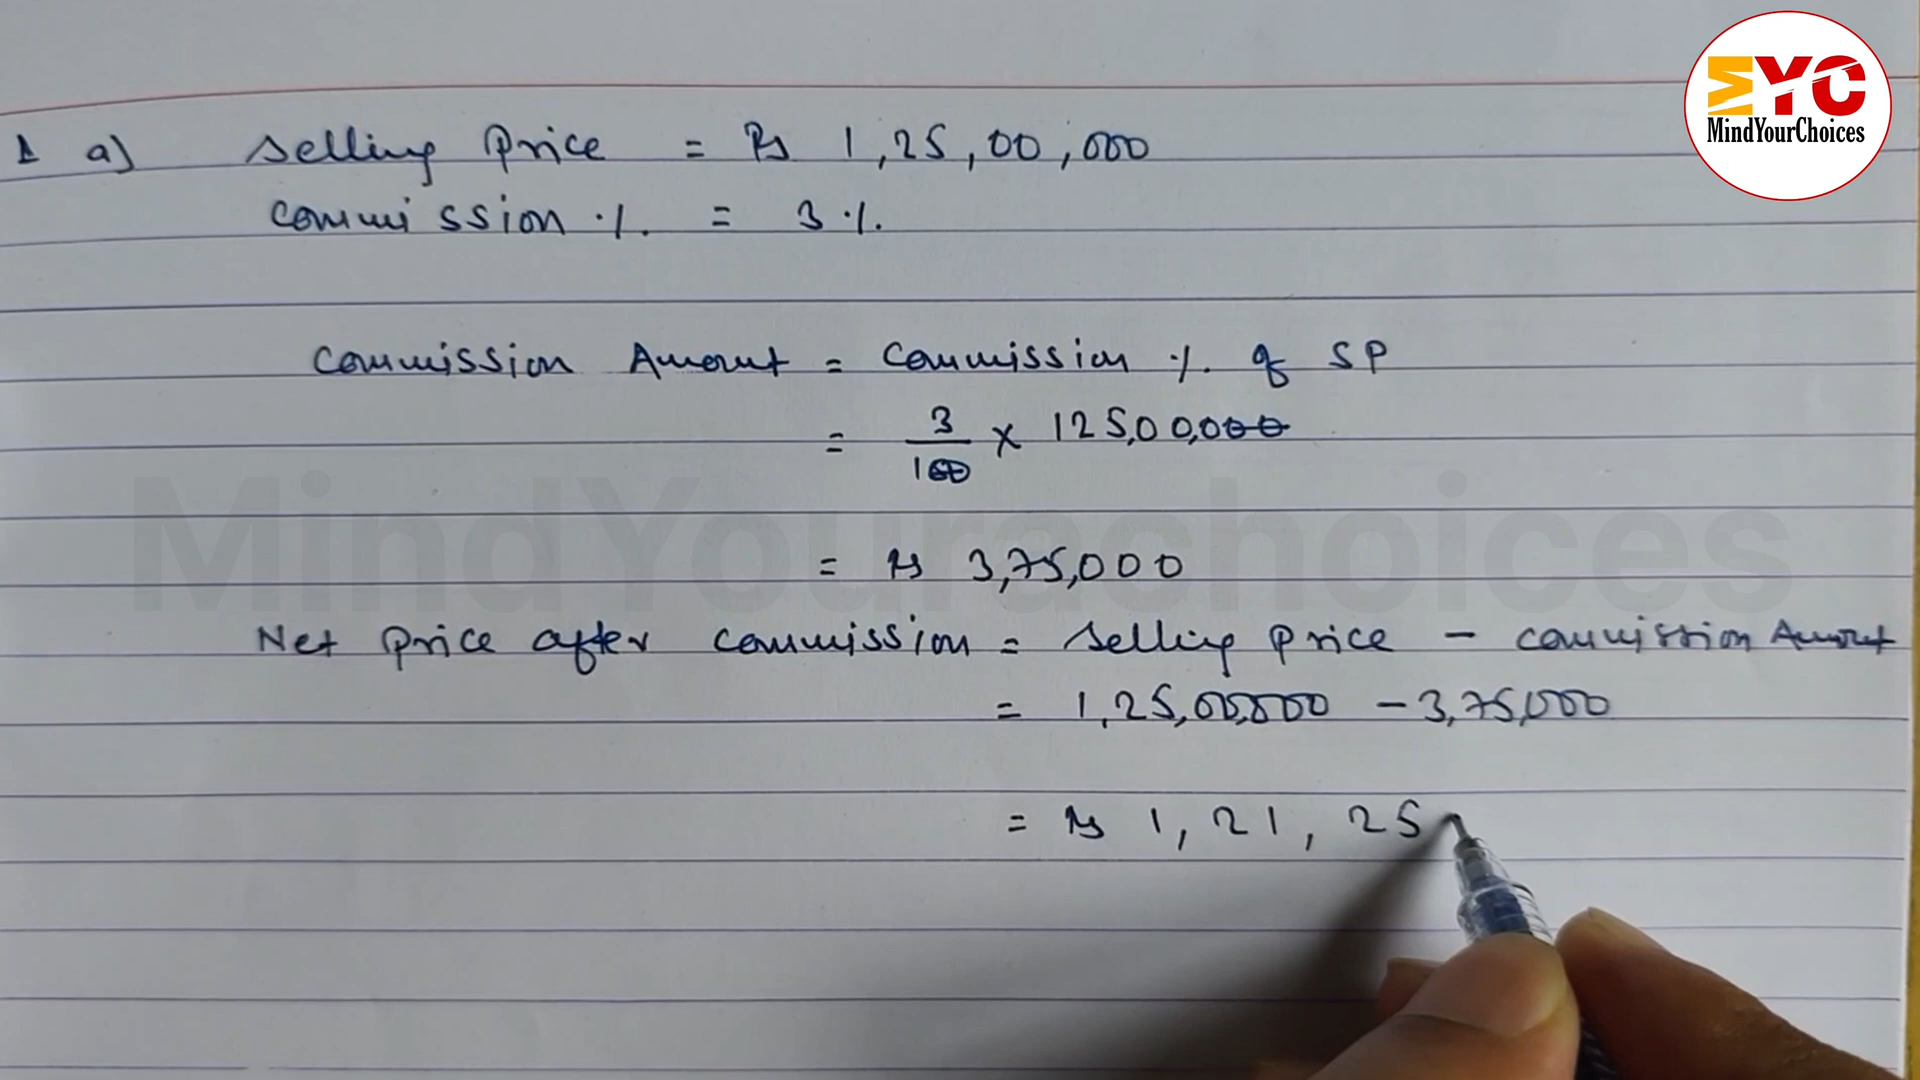 MYC
MindYourChoices
1 a) Selling Price = Rs 1,25,00,000
Commission % = 3%
Commission Amount = Commission % of SP
= 3/100 × 125,00,000
= Rs 3,75,000
Net Price after commission = Selling Price - Commission Amount
= 1,25,00,000 - 3,75,000
= Rs 1,21,25
MindYourachoices